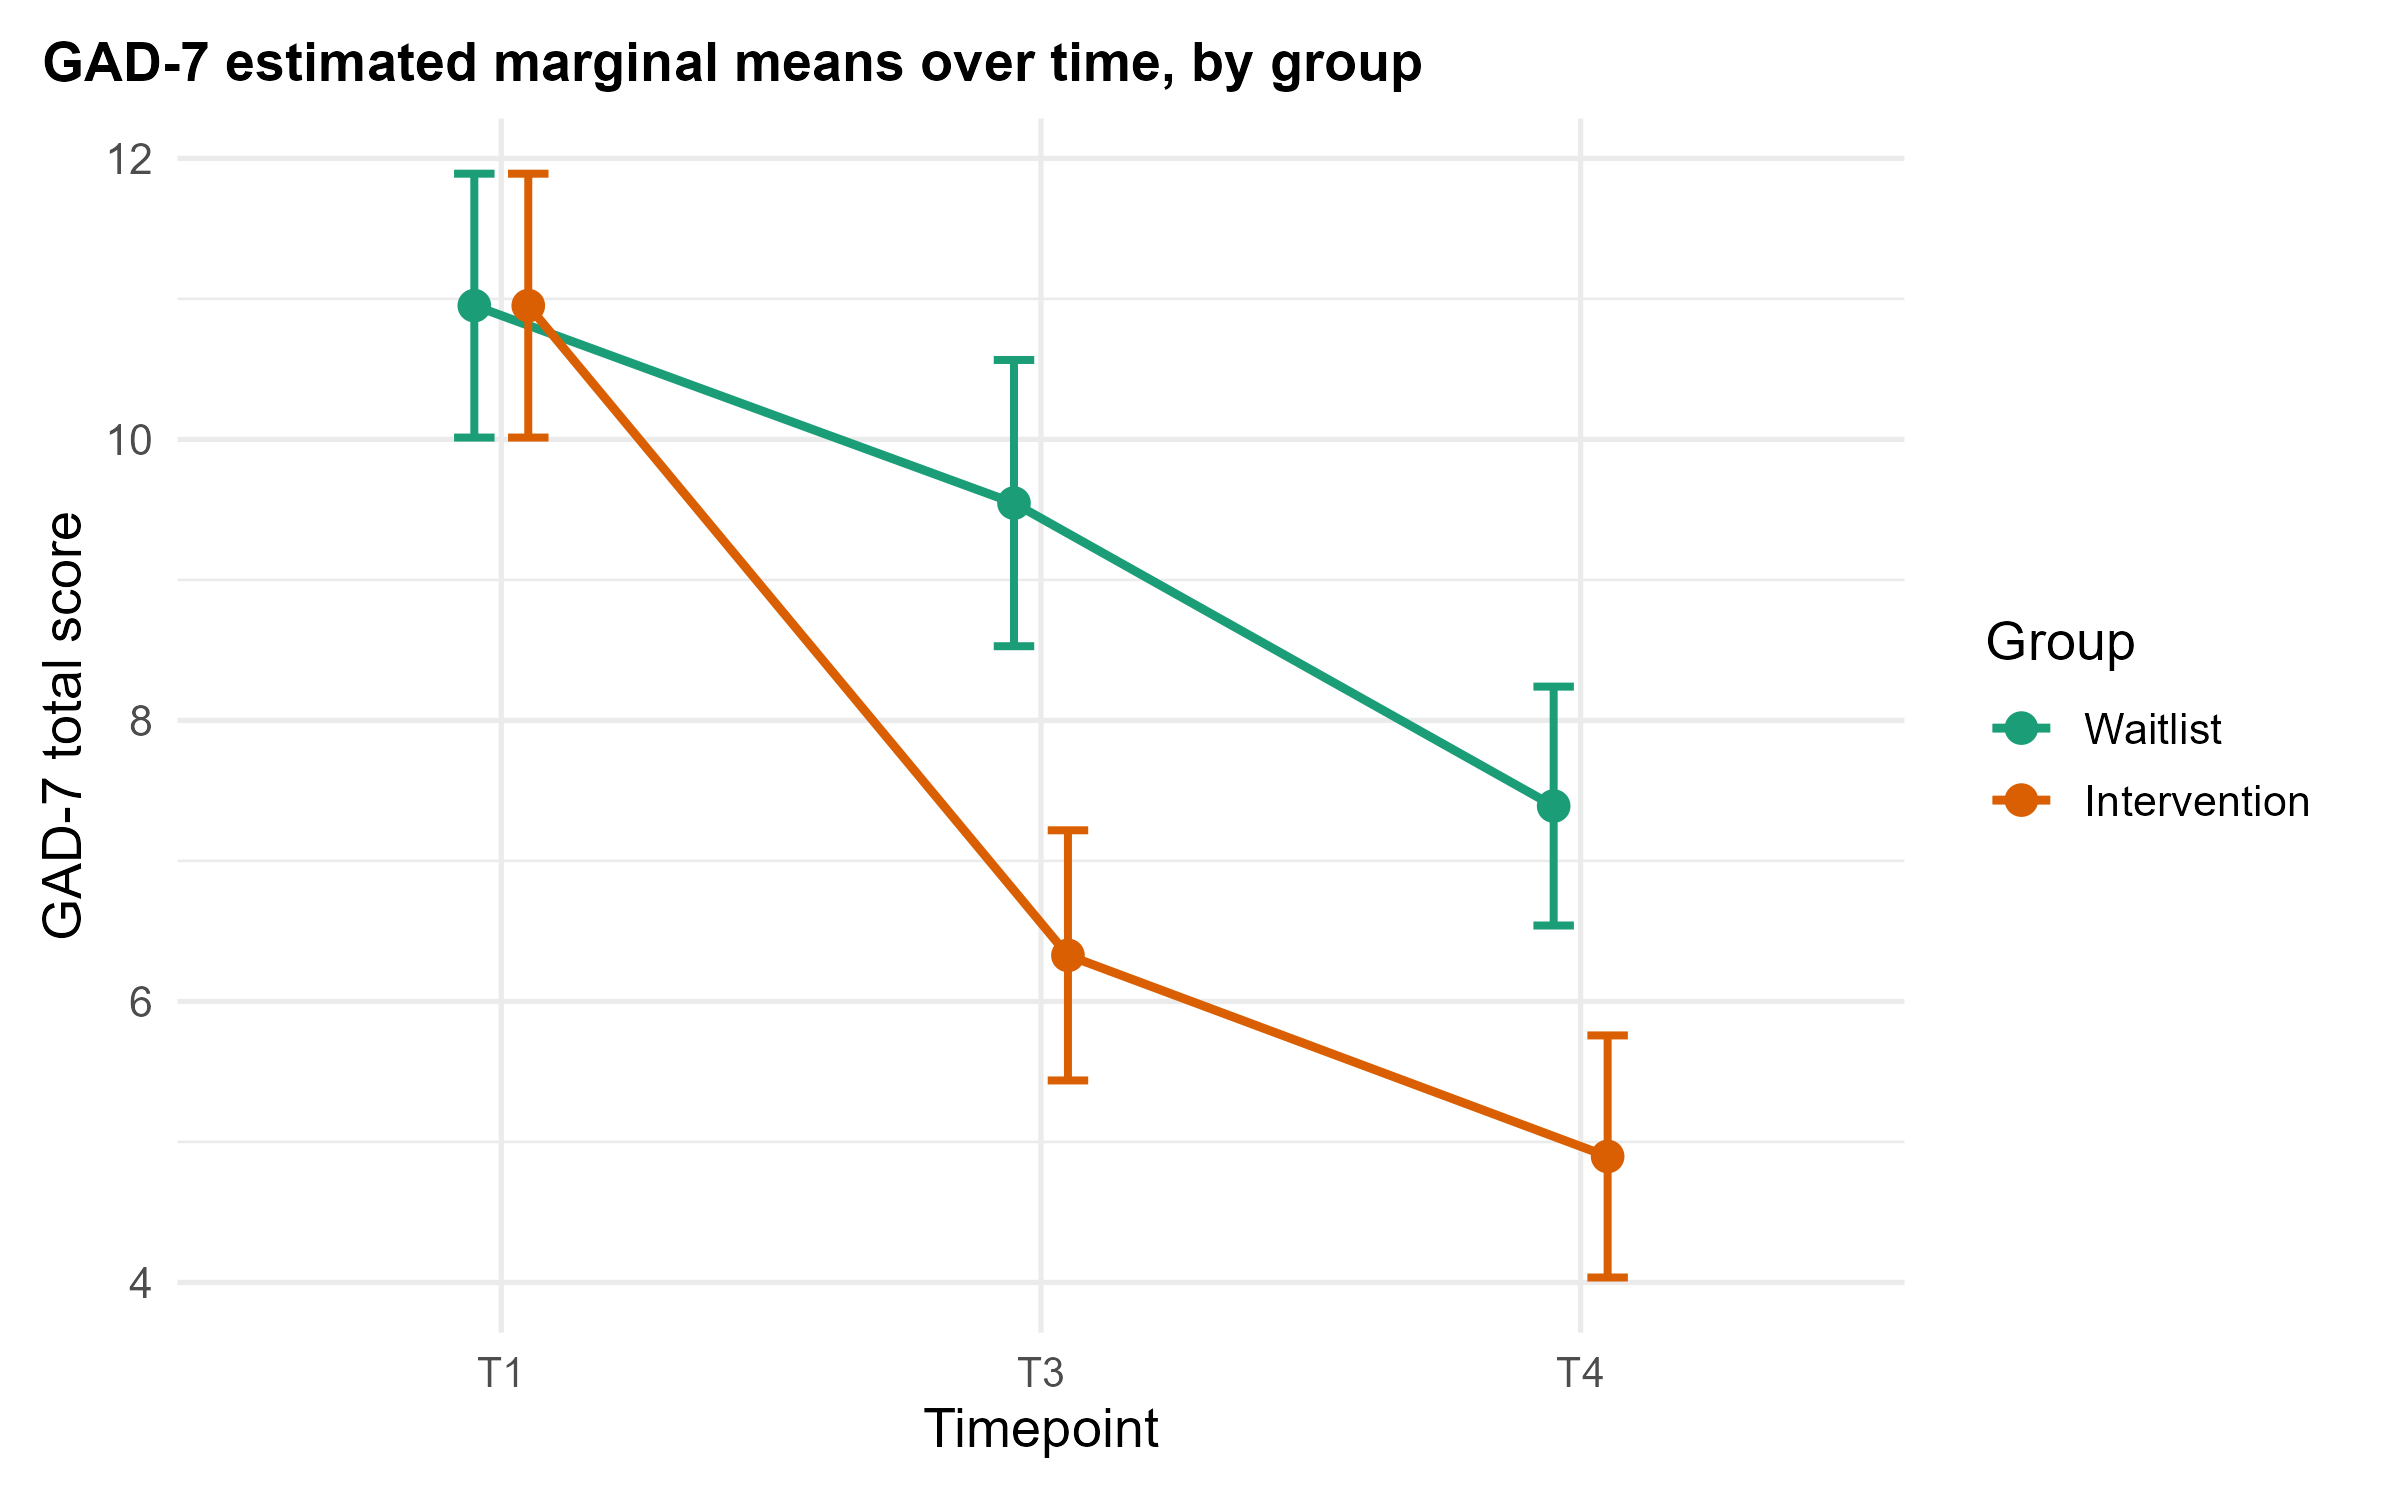 GAD-7 estimated marginal means over time, by group
12
10
8
6
4
GAD-7 total score
T1
T3
T4
Timepoint
Group
Waitlist
Intervention